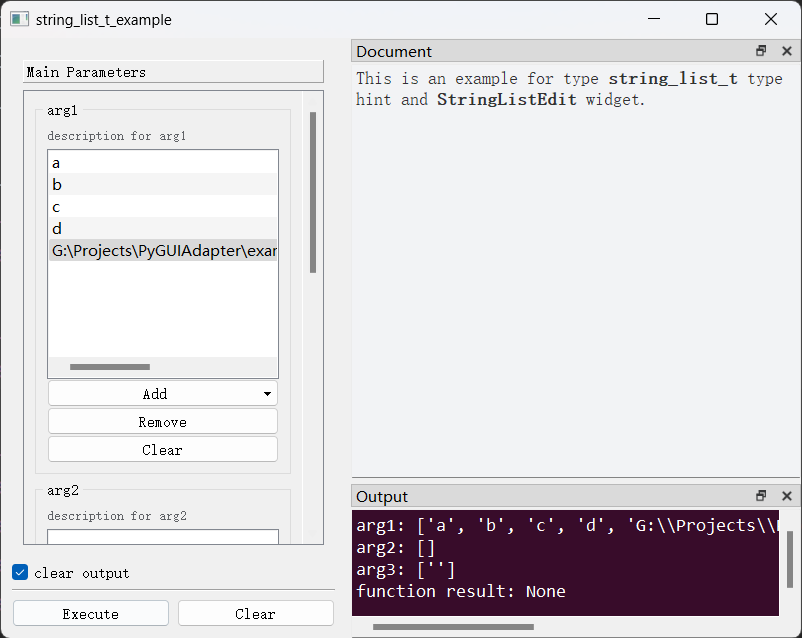 string_list_t_example
Main Parameters
arg1
description for arg1
a
b
c
d
G:\Projects\PyGUIAdapter\exar
Add
Remove
Clear
arg2
description for arg2
clear output
Execute
Clear
Document
This is an example for type string_list_t type
hint and StringListEdit widget.
Output
arg1: ['a', 'b', 'c', 'd', 'G:\\Projects\\
arg2: []
arg3: ['']
function result: None